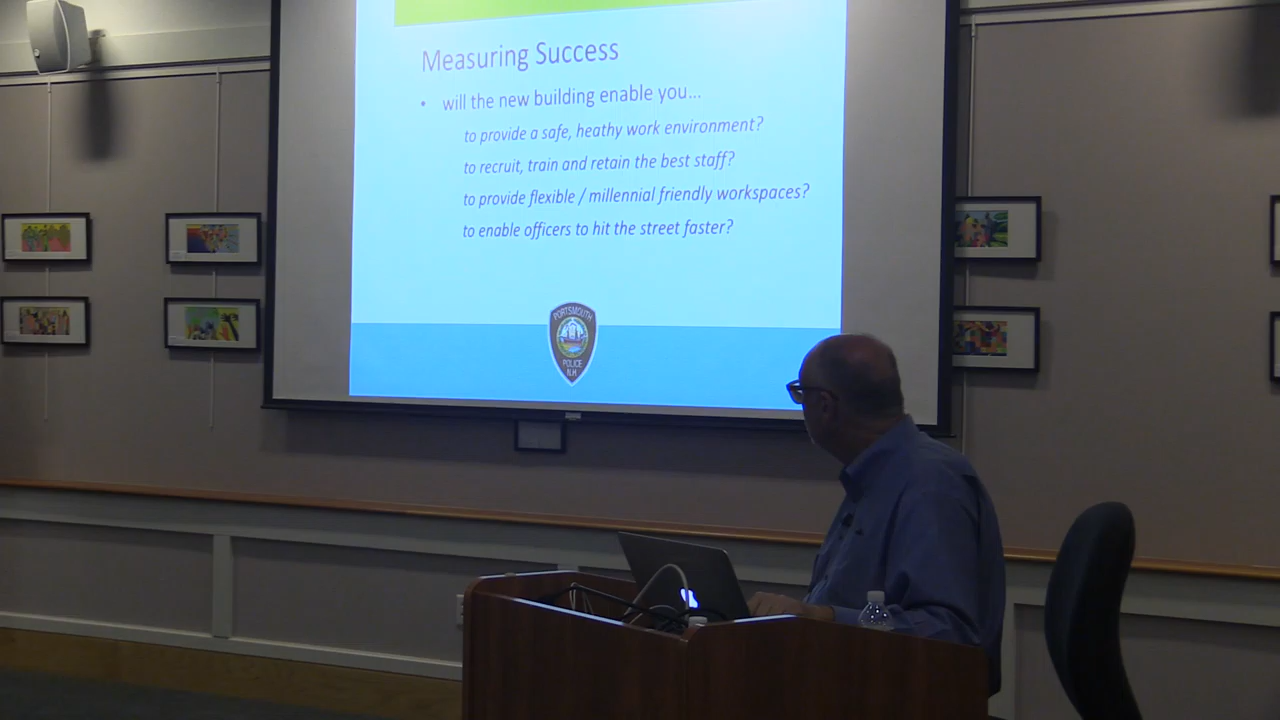 Measuring Success
• will the new building enable you...
to provide a safe, heathy work environment?
to recruit, train and retain the best staff?
to provide flexible / millennial friendly workspaces?
to enable officers to hit the street faster?
PORTSMOUTH
POLICE
N.H.